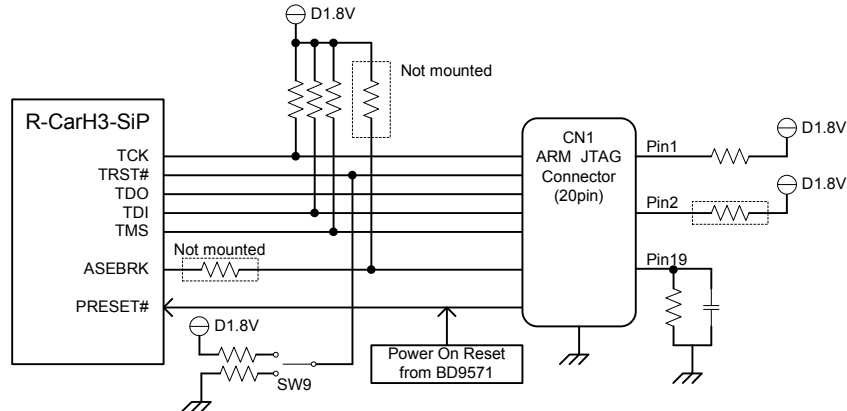 D1.8V
Not mounted
R-CarH3-SiP
TCK
TRST#
TDO
TDI
TMS
ASEBRK
PRESET#
Not mounted
CN1
ARM JTAG
Connector
(20pin)
Pin1
D1.8V
Pin2
D1.8V
Pin19
D1.8V
SW9
Power On Reset
from BD9571